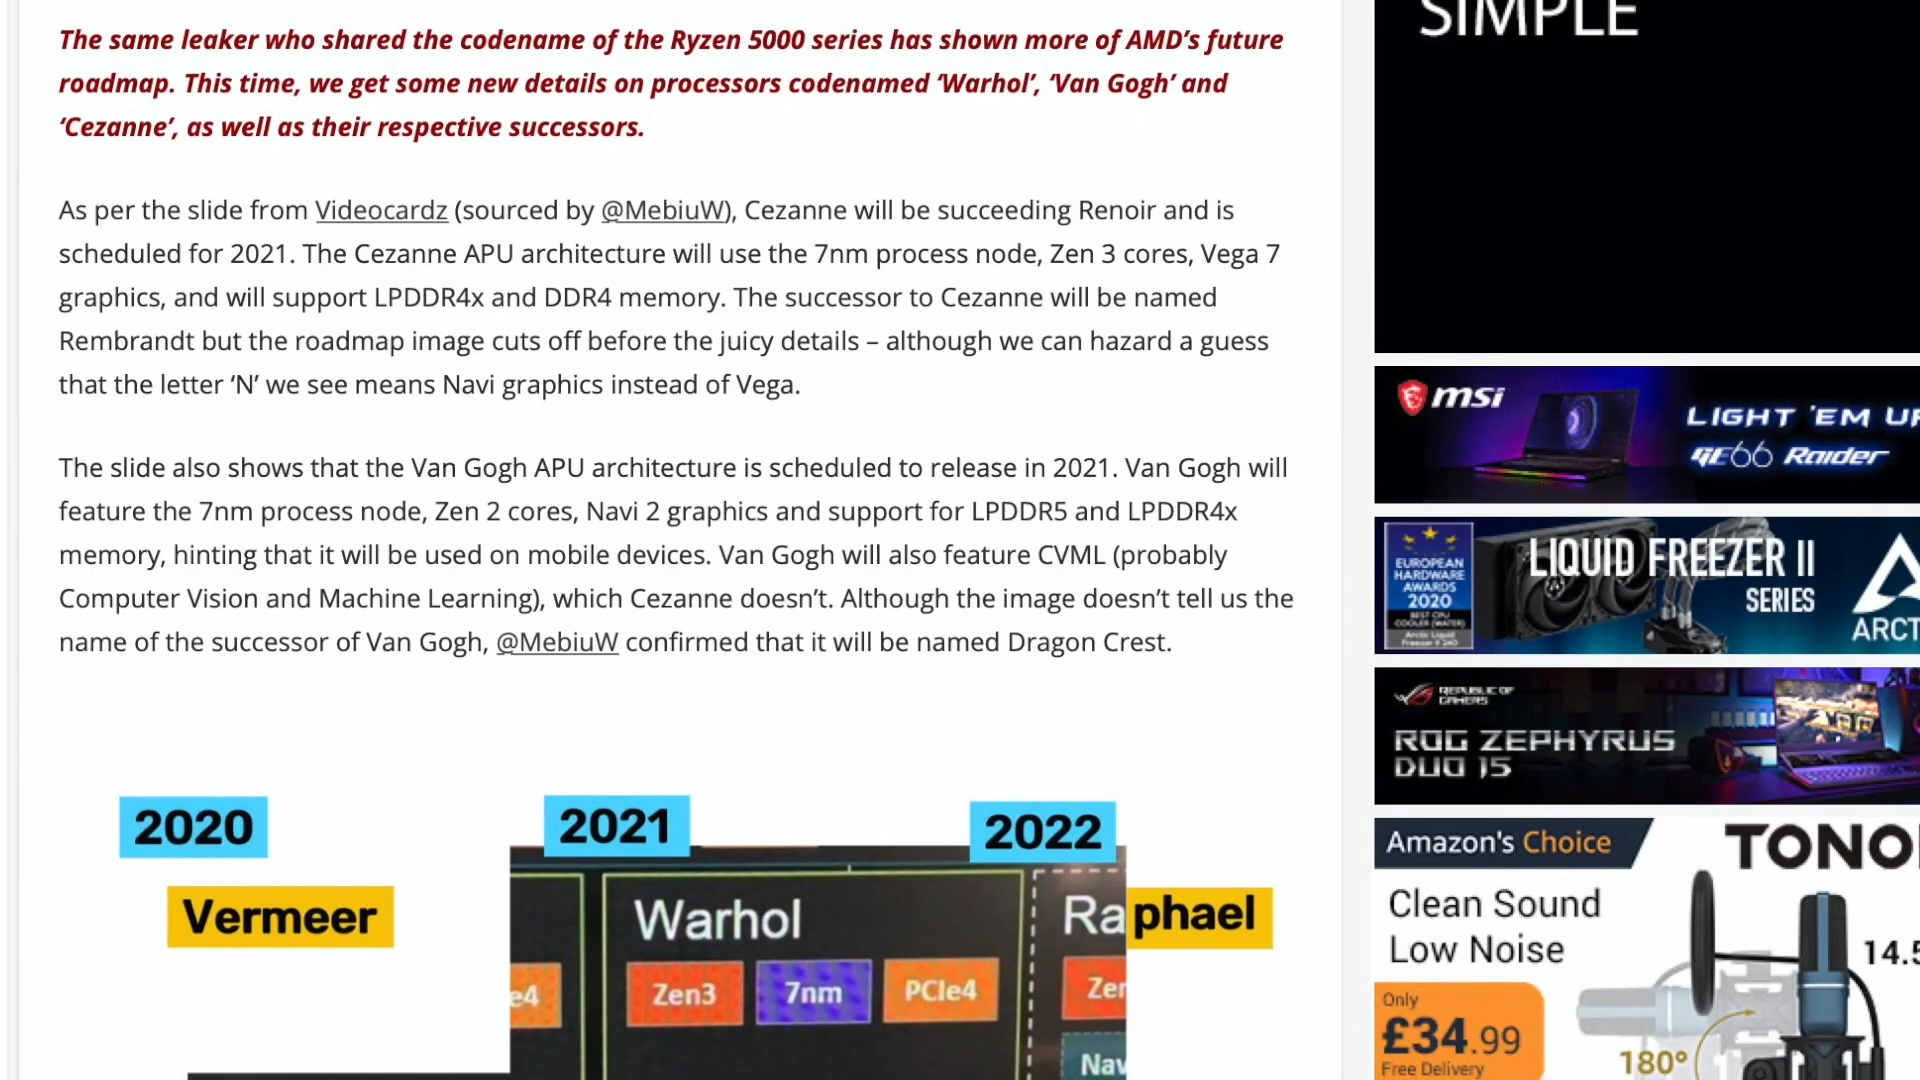 The same leaker who shared the codename of the Ryzen 5000 series has shown more of AMD’s future
roadmap. This time, we get some new details on processors codenamed ‘Warhol’, ‘Van Gogh’ and
‘Cezanne’, as well as their respective successors.
As per the slide from Videocardz (sourced by @MebiuW), Cezanne will be succeeding Renoir and is
scheduled for 2021. The Cezanne APU architecture will use the 7nm process node, Zen 3 cores, Vega 7
graphics, and will support LPDDR4x and DDR4 memory. The successor to Cezanne will be named
Rembrandt but the roadmap image cuts off before the juicy details – although we can hazard a guess
that the letter ‘N’ we see means Navi graphics instead of Vega.
The slide also shows that the Van Gogh APU architecture is scheduled to release in 2021. Van Gogh will
feature the 7nm process node, Zen 2 cores, Navi 2 graphics and support for LPDDR5 and LPDDR4x
memory, hinting that it will be used on mobile devices. Van Gogh will also feature CVML (probably
Computer Vision and Machine Learning), which Cezanne doesn’t. Although the image doesn’t tell us the
name of the successor of Van Gogh, @MebiuW confirmed that it will be named Dragon Crest.
2020
2021
2022
Vermeer
Warhol
Raphael
e4
Zen3
7nm
PCIe4
Zen
Nav
SIMPLE
msi
LIGHT 'EM UP
GE66 Raider
EUROPEAN
HARDWARE
AWARDS
2020
BEST CPU
COOLER (WATER)
Arctic Liquid
Freezer II 240
LIQUID FREEZER II
SERIES
ARCT
REPUBLIC OF
GAMERS
ROG ZEPHYRUS
DUO 15
Amazon's Choice
TONO
Clean Sound
Low Noise
14.5
Only
£34.99
Free Delivery
180°